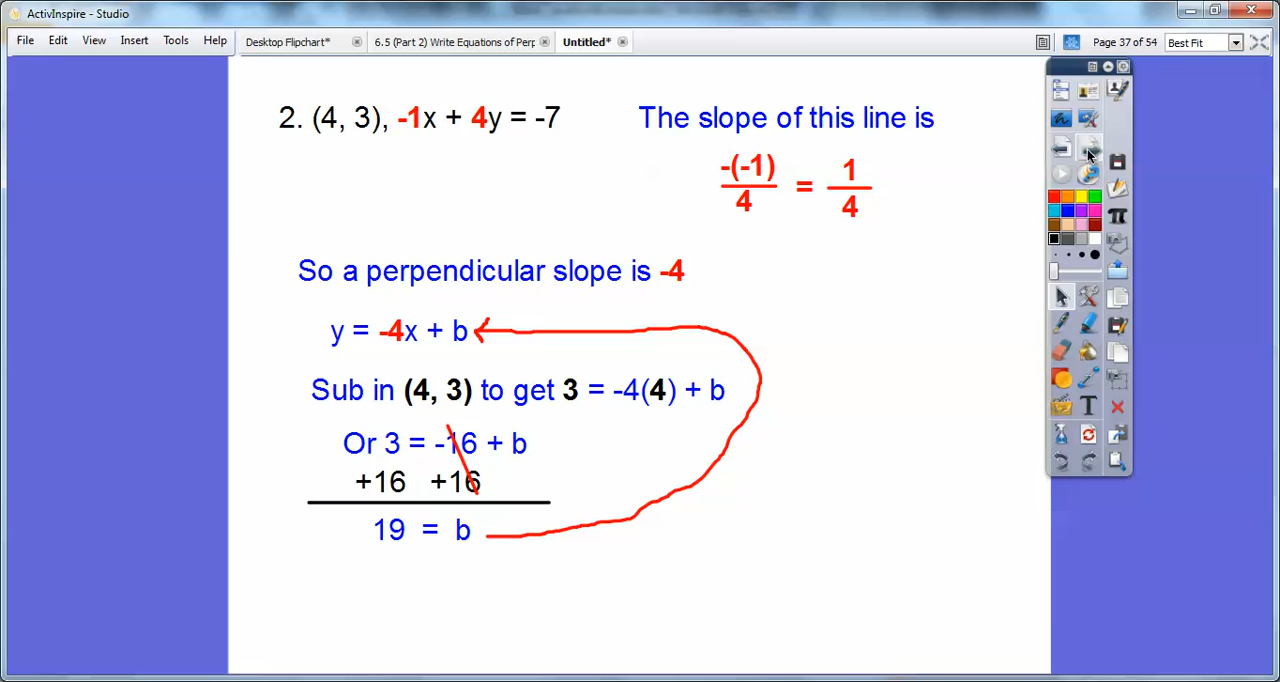 ActivInspire - Studio
File Edit View Insert Tools Help Desktop Flipchart* 6.5 (Part 2) Write Equations of Perp Untitled* Page 37 of 54 Best Fit
2. (4, 3), -1x + 4y = -7 The slope of this line is
-(-1)/4 = 1/4
So a perpendicular slope is -4
y = -4x + b
Sub in (4, 3) to get 3 = -4(4) + b
Or 3 = -16 + b
+16 +16
19 = b